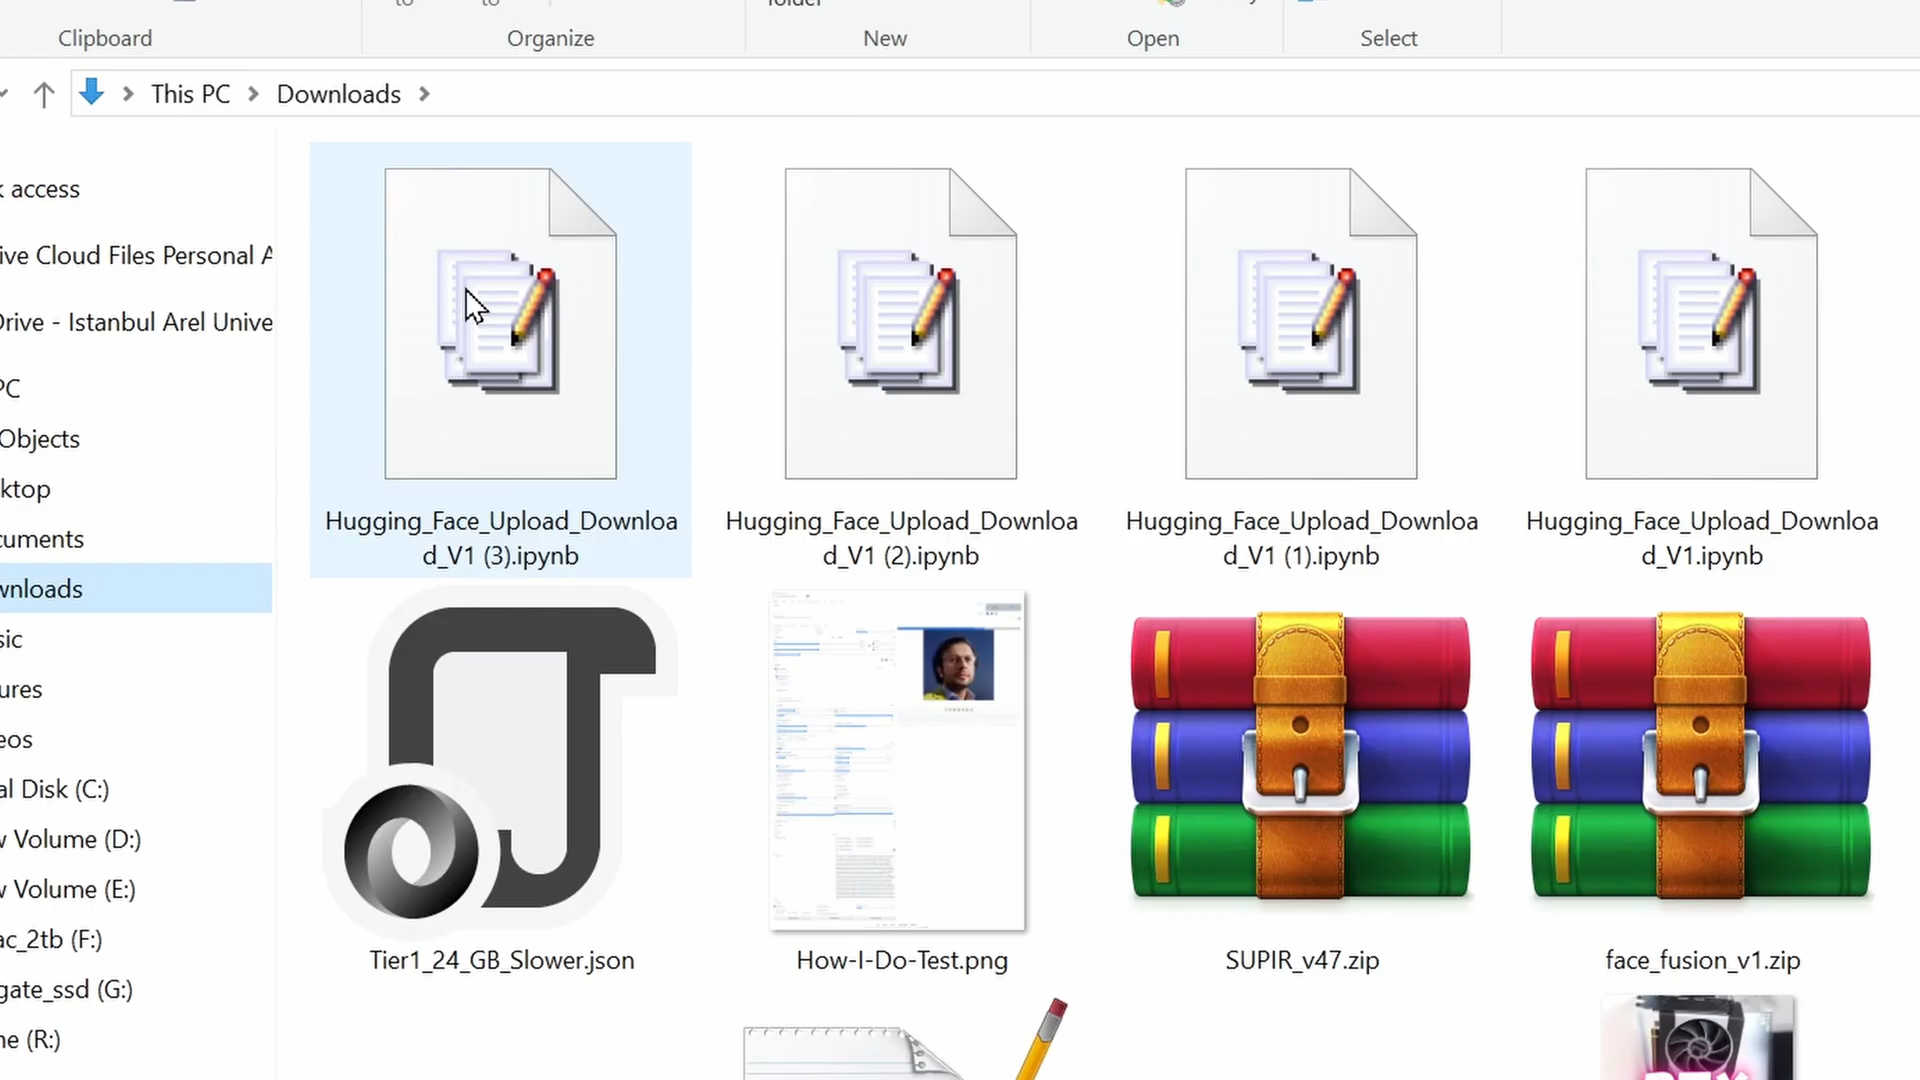 folder
Clipboard
Organize
New
Open
Select
This PC
Downloads
access
ive Cloud Files Personal A
Drive - Istanbul Arel Unive
PC
Objects
ktop
cuments
wnloads
sic
ures
eos
al Disk (C:)
w Volume (D:)
w Volume (E:)
ac_2tb (F:)
gate_ssd (G:)
ne (R:)
Hugging_Face_Upload_Downloa
d_V1 (3).ipynb
Hugging_Face_Upload_Downloa
d_V1 (2).ipynb
Hugging_Face_Upload_Downloa
d_V1 (1).ipynb
Hugging_Face_Upload_Downloa
d_V1.ipynb
Tier1_24_GB_Slower.json
How-I-Do-Test.png
SUPIR_v47.zip
face_fusion_v1.zip